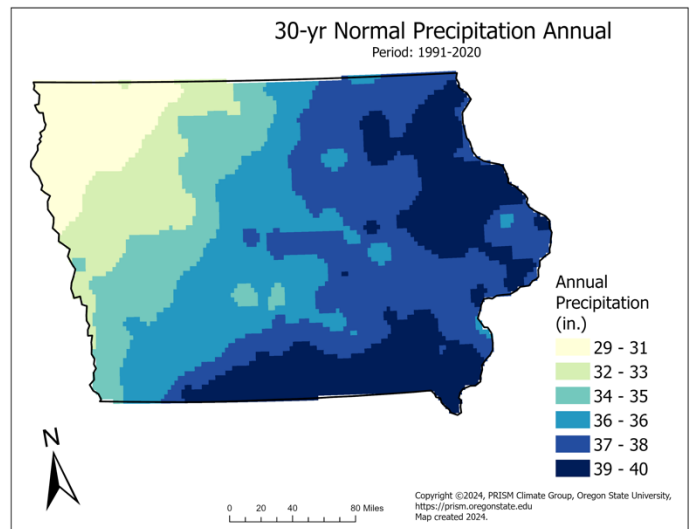 30-yr Normal Precipitation Annual
Period: 1991-2020
Annual
Precipitation
(in.)
29 - 31
32 - 33
34 - 35
36 - 36
37 - 38
39 - 40
N
0 20 40 80 Miles
Copyright ©2024, PRISM Climate Group, Oregon State University,
https://prism.oregonstate.edu
Map created 2024.